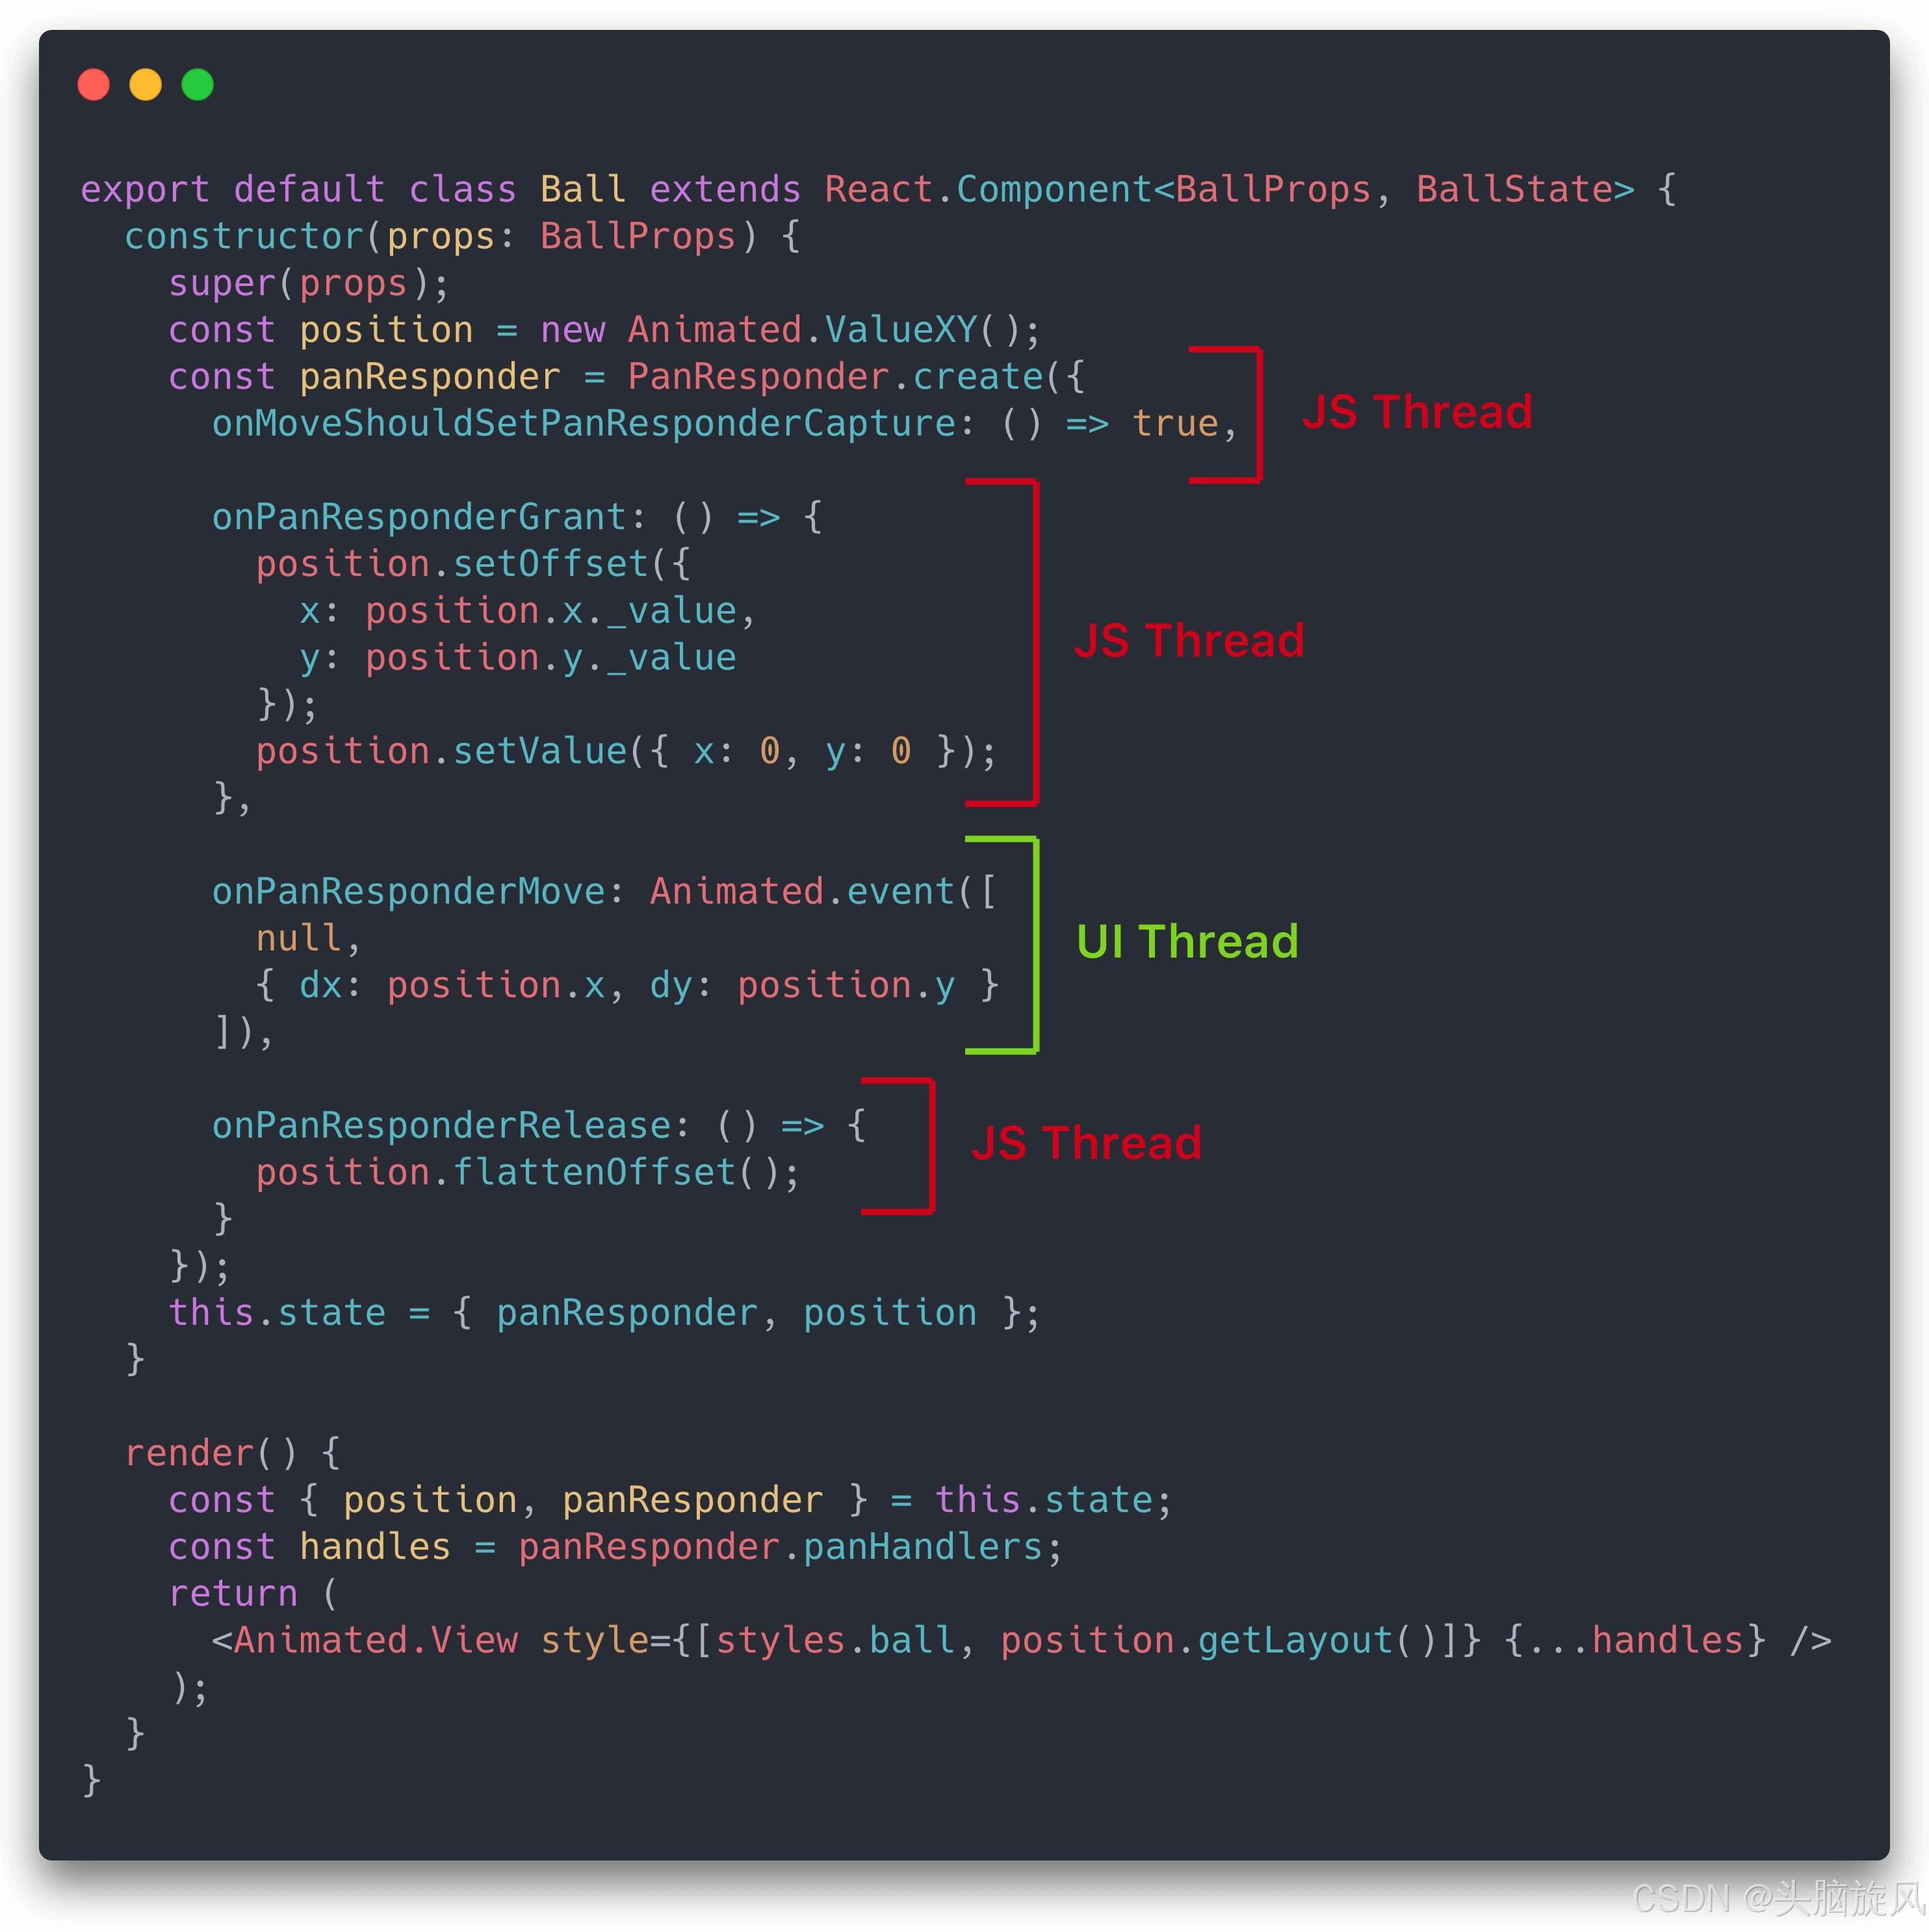 export default class Ball extends React.Component<BallProps, BallState> {
constructor(props: BallProps) {
super(props);
const position = new Animated.ValueXY();
const panResponder = PanResponder.create({
onMoveShouldSetPanResponderCapture: () => true,
JS Thread
onPanResponderGrant: () => {
position.setOffset({
x: position.x._value,
y: position.y._value
});
position.setValue({ x: 0, y: 0 });
},
JS Thread
onPanResponderMove: Animated.event([
null,
{ dx: position.x, dy: position.y }
]),
UI Thread
onPanResponderRelease: () => {
position.flattenOffset();
}
JS Thread
});
this.state = { panResponder, position };
}
render() {
const { position, panResponder } = this.state;
const handles = panResponder.panHandlers;
return (
<Animated.View style={[styles.ball, position.getLayout()]} {...handles} />
);
}
}
CSDN @头脑旋风